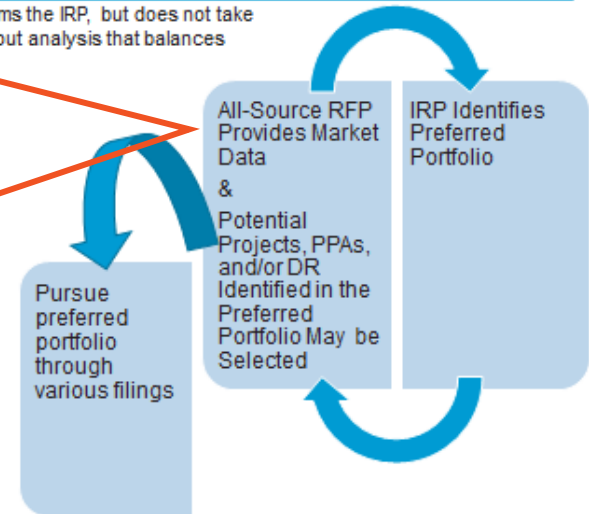 ms the IRP, but does not take
out analysis that balances
All-Source RFP
Provides Market
Data
&
Potential
Projects, PPAs,
and/or DR
Identified in the
Preferred
Portfolio May be
Selected
IRP Identifies
Preferred
Portfolio
Pursue
preferred
portfolio
through
various filings